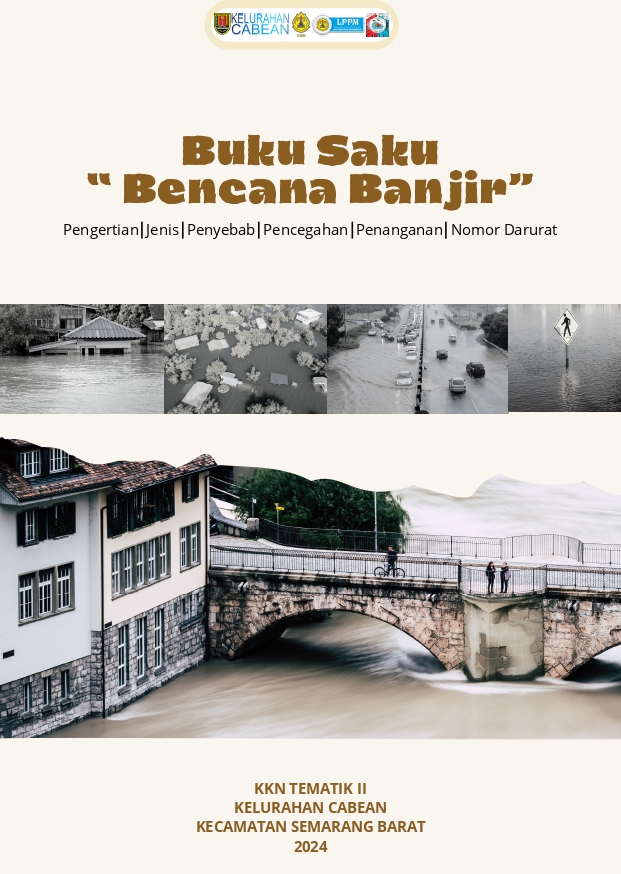 KELURAHAN
CABEAN
LPPM
Buku Saku
“ Bencana Banjir”
Pengertian|Jenis|Penyebab|Pencegahan|Penanganan|Nomor Darurat
KKN TEMATIK II
KELURAHAN CABEAN
KECAMATAN SEMARANG BARAT
2024